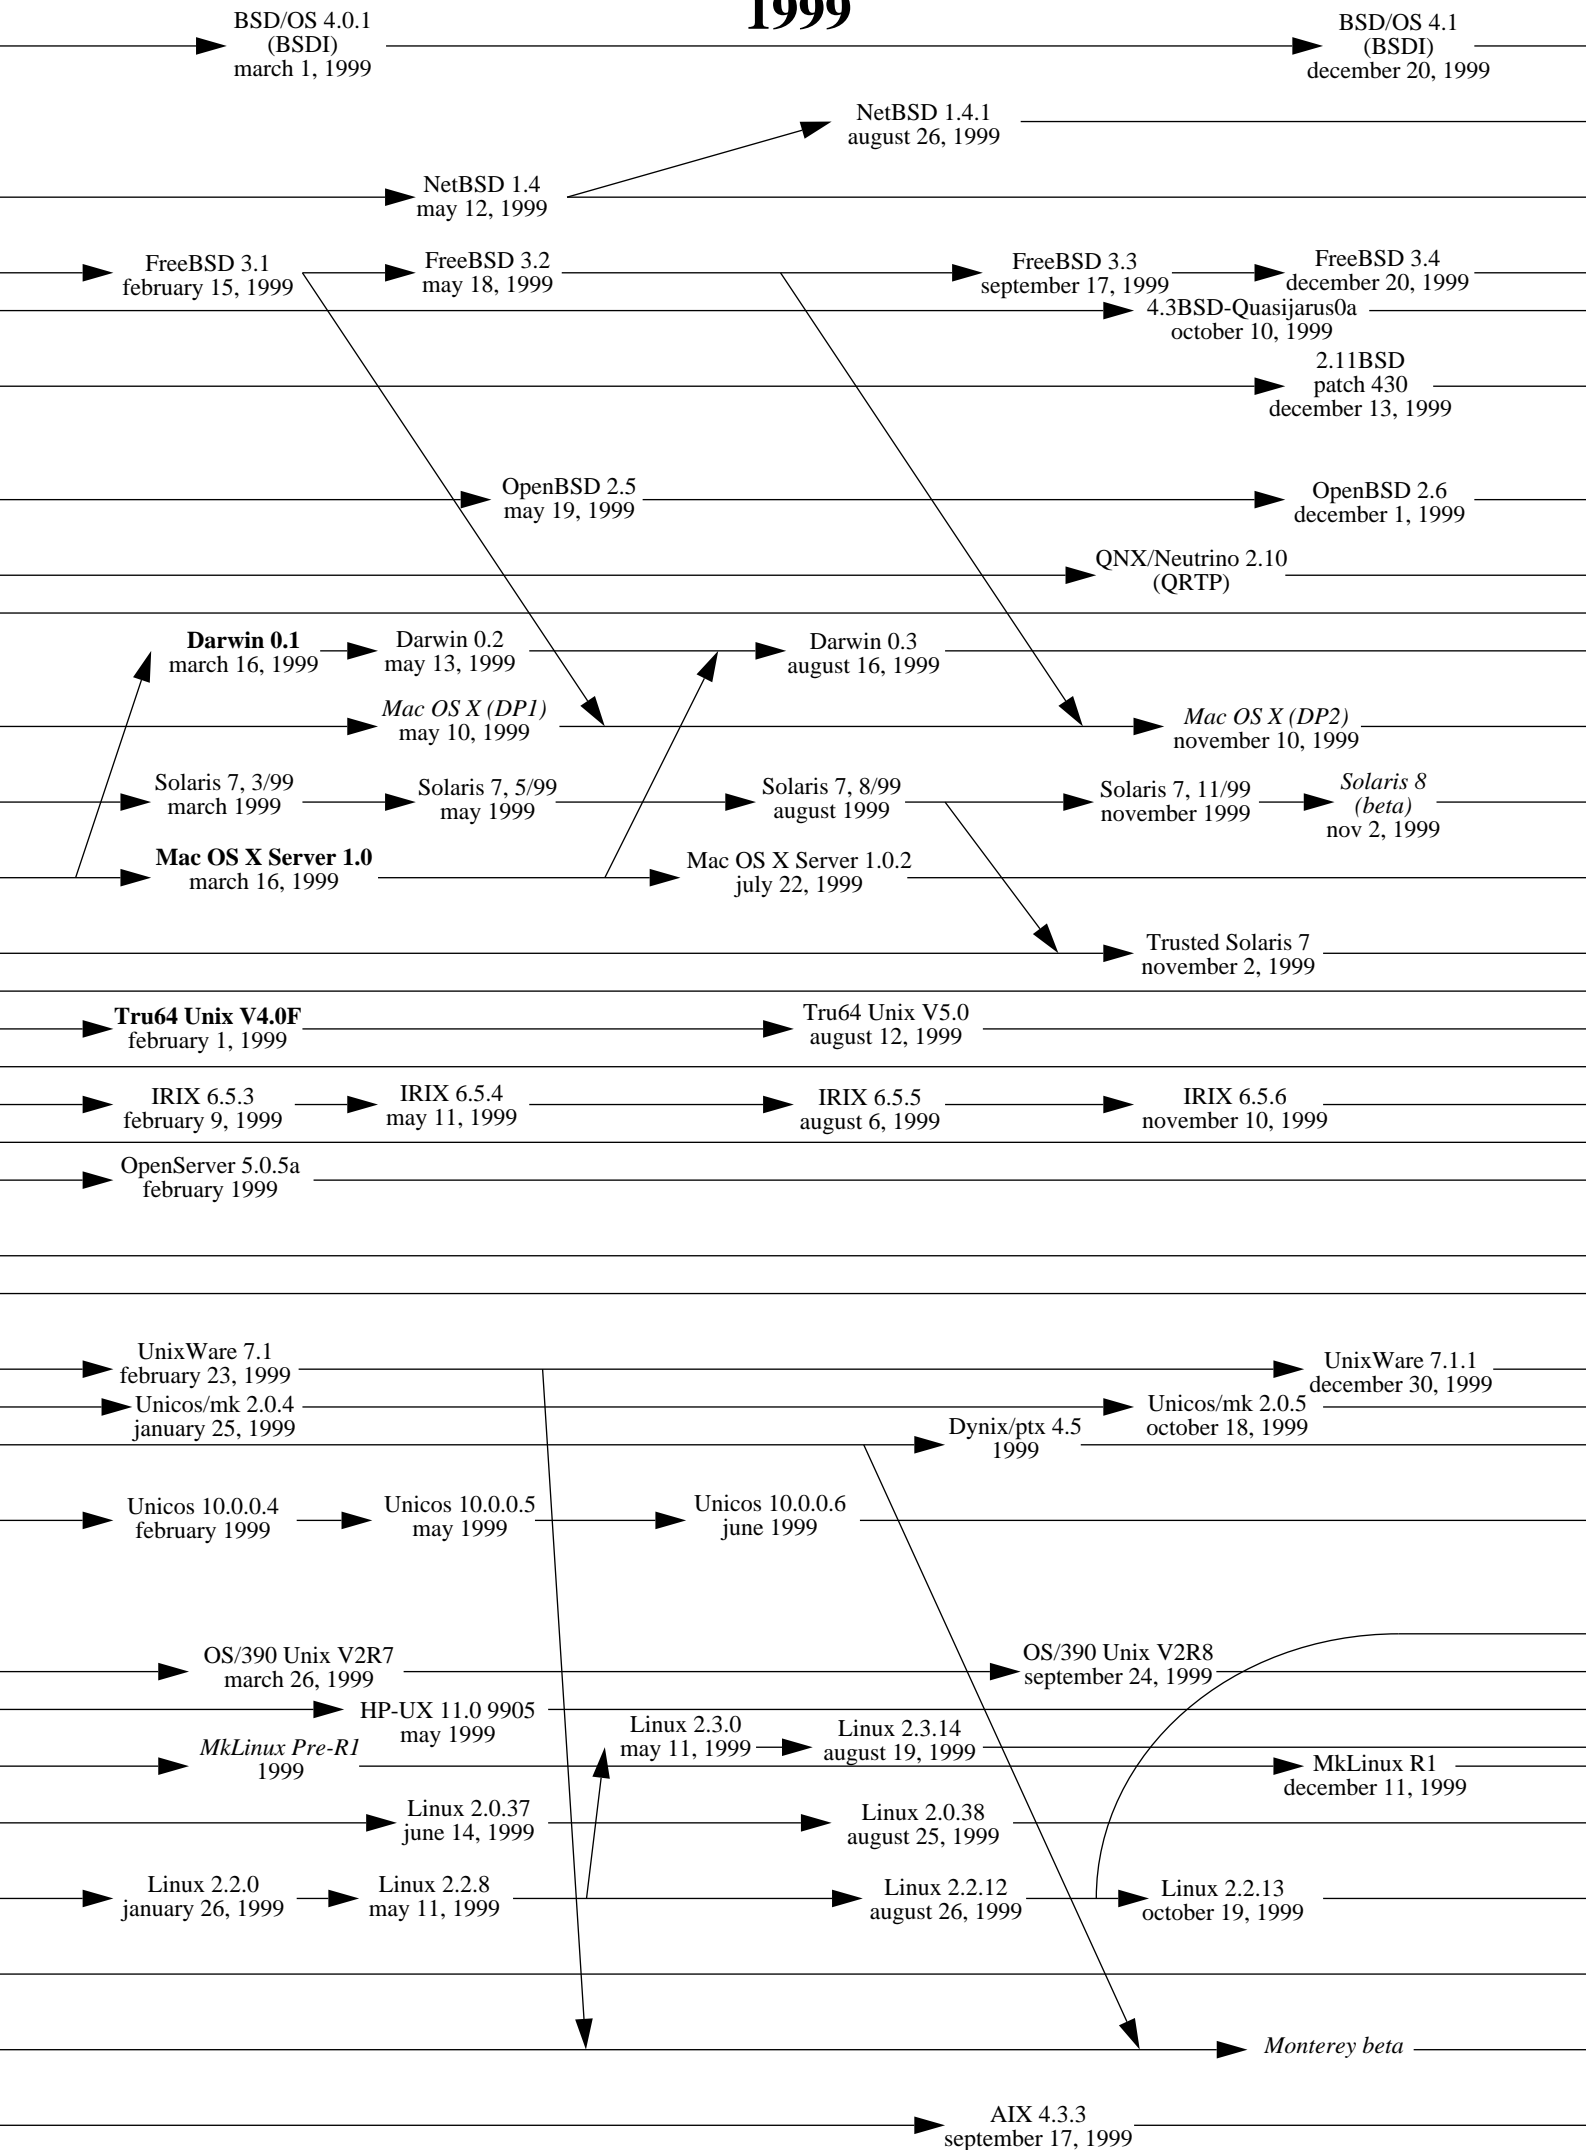 1999
BSD/OS 4.0.1
(BSDI)
march 1, 1999
BSD/OS 4.1
(BSDI)
december 20, 1999
NetBSD 1.4.1
august 26, 1999
NetBSD 1.4
may 12, 1999
FreeBSD 3.1
february 15, 1999
FreeBSD 3.2
may 18, 1999
FreeBSD 3.3
september 17, 1999
FreeBSD 3.4
december 20, 1999
4.3BSD-Quasijarus0a
october 10, 1999
2.11BSD
patch 430
december 13, 1999
OpenBSD 2.5
may 19, 1999
OpenBSD 2.6
december 1, 1999
QNX/Neutrino 2.10
(QRTP)
Darwin 0.1
march 16, 1999
Darwin 0.2
may 13, 1999
Darwin 0.3
august 16, 1999
Mac OS X (DP1)
may 10, 1999
Mac OS X (DP2)
november 10, 1999
Solaris 7, 3/99
march 1999
Solaris 7, 5/99
may 1999
Solaris 7, 8/99
august 1999
Solaris 7, 11/99
november 1999
Solaris 8
(beta)
nov 2, 1999
Mac OS X Server 1.0
march 16, 1999
Mac OS X Server 1.0.2
july 22, 1999
Trusted Solaris 7
november 2, 1999
Tru64 Unix V4.0F
february 1, 1999
Tru64 Unix V5.0
august 12, 1999
IRIX 6.5.3
february 9, 1999
IRIX 6.5.4
may 11, 1999
IRIX 6.5.5
august 6, 1999
IRIX 6.5.6
november 10, 1999
OpenServer 5.0.5a
february 1999
UnixWare 7.1
february 23, 1999
UnixWare 7.1.1
december 30, 1999
Unicos/mk 2.0.4
january 25, 1999
Unicos/mk 2.0.5
october 18, 1999
Dynix/ptx 4.5
1999
Unicos 10.0.0.4
february 1999
Unicos 10.0.0.5
may 1999
Unicos 10.0.0.6
june 1999
OS/390 Unix V2R7
march 26, 1999
OS/390 Unix V2R8
september 24, 1999
HP-UX 11.0 9905
may 1999
Linux 2.3.0
may 11, 1999
Linux 2.3.14
august 19, 1999
MkLinux Pre-R1
1999
MkLinux R1
december 11, 1999
Linux 2.0.37
june 14, 1999
Linux 2.0.38
august 25, 1999
Linux 2.2.0
january 26, 1999
Linux 2.2.8
may 11, 1999
Linux 2.2.12
august 26, 1999
Linux 2.2.13
october 19, 1999
Monterey beta
AIX 4.3.3
september 17, 1999